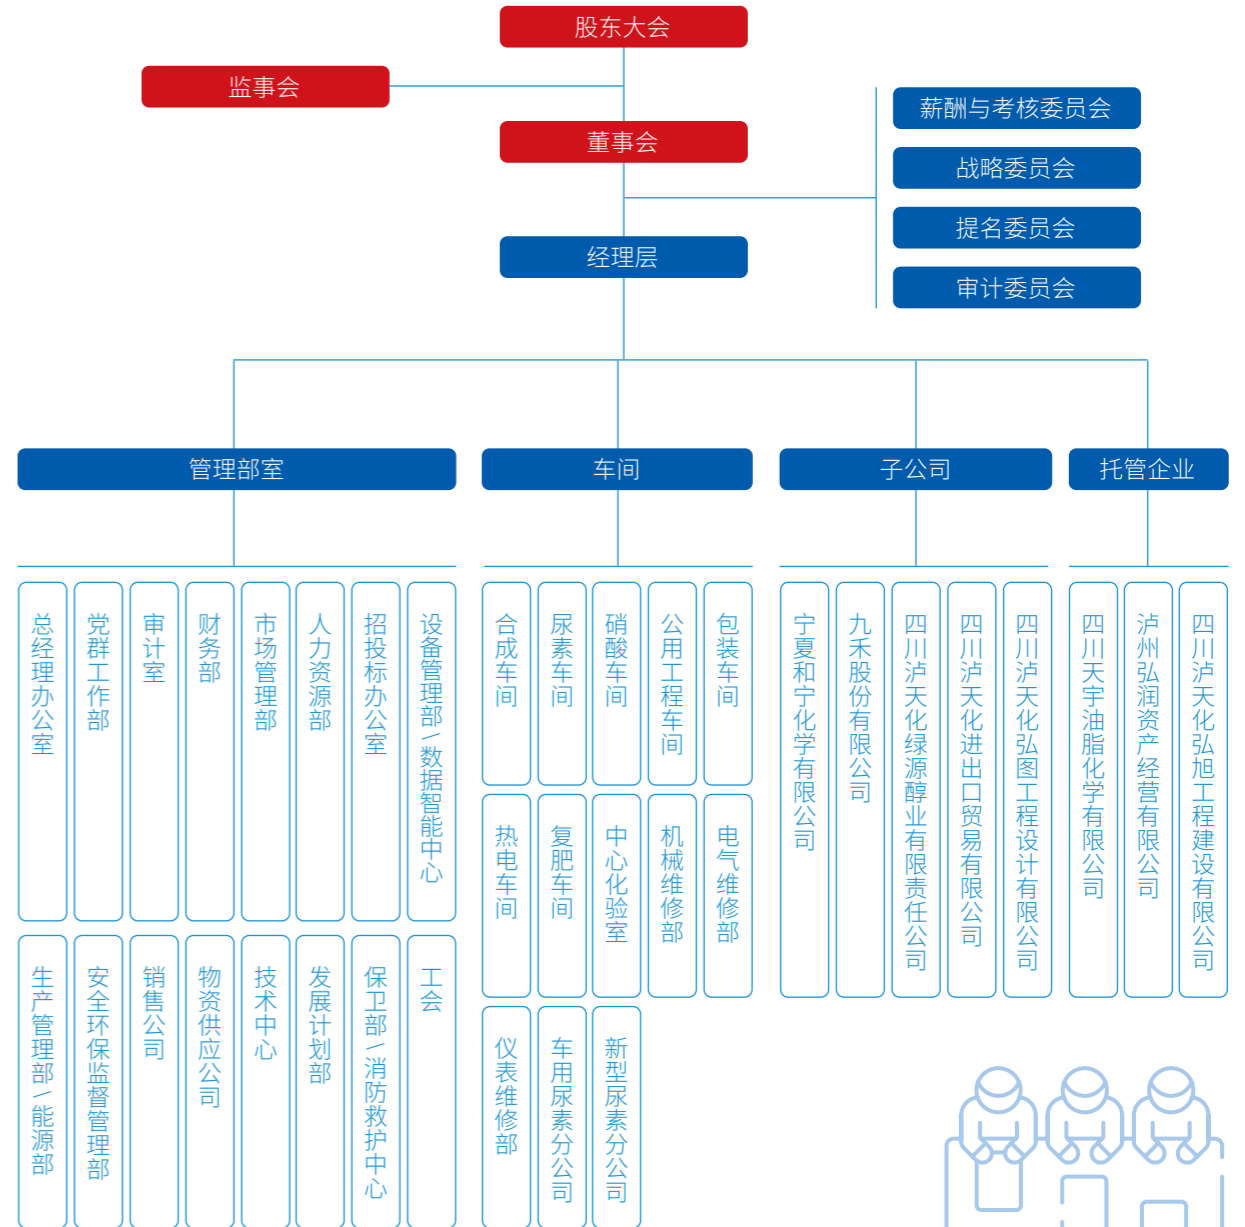 股东大会
监事会
董事会
薪酬与考核委员会
战略委员会
提名委员会
审计委员会
经理层
管理部室
车间
子公司
托管企业
总经理办公室
党群工作部
审计室
财务部
市场管理部
人力资源部
招投标办公室
设备管理部\数据智能中心
生产管理部\能源部
安全环保监督管理部
销售公司
物资供应公司
技术中心
发展计划部
保卫部\消防救护中心
工会
合成车间
尿素车间
硝酸车间
公用工程车间
包装车间
热电车间
复肥车间
中心化验室
机械维修部
电气维修部
仪表维修部
车用尿素分公司
新型尿素分公司
宁夏和宁化学有限公司
九禾股份有限公司
四川泸天化绿源醇业有限责任公司
四川泸天化进出口贸易有限公司
四川泸天化弘图工程设计有限公司
四川天宇油脂化学有限公司
泸州弘润资产经营有限公司
四川泸天化弘旭工程建设有限公司